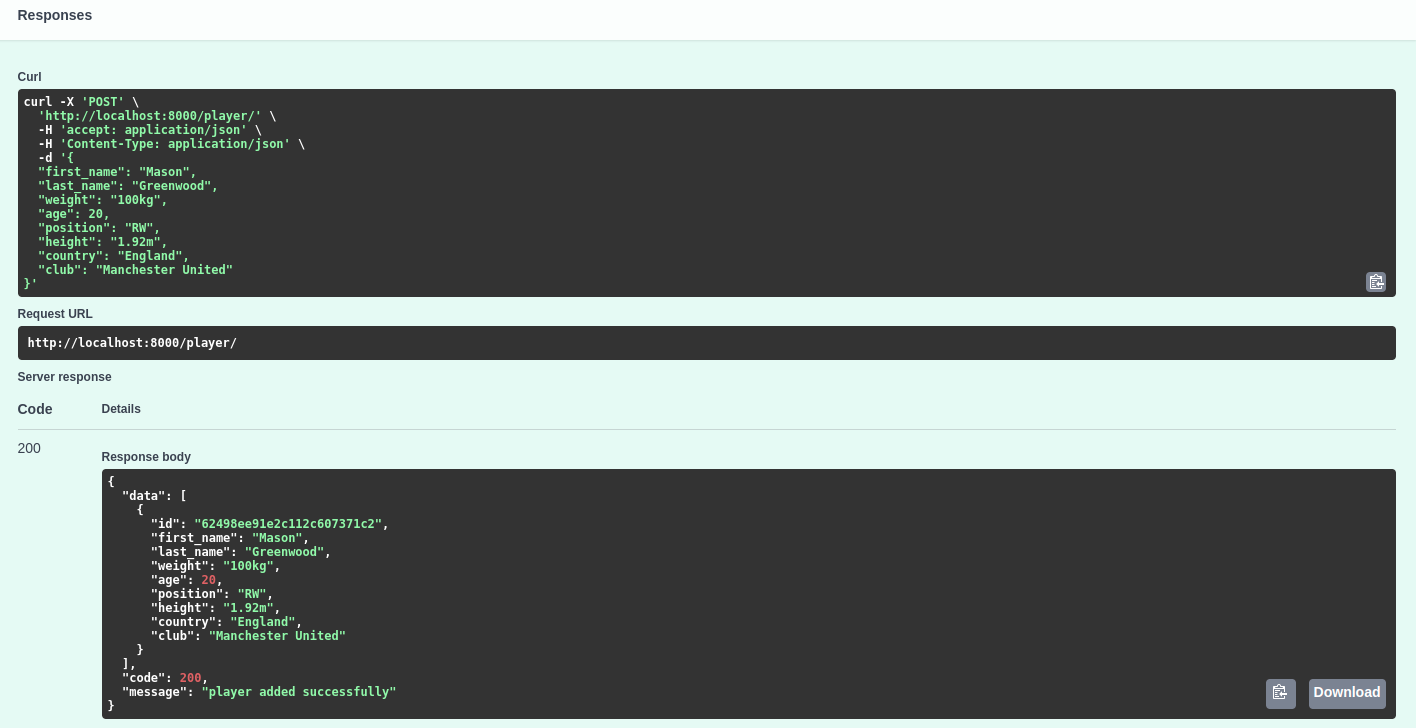 Responses
Curl
curl -X 'POST' \
  'http://localhost:8000/player/' \
  -H 'accept: application/json' \
  -H 'Content-Type: application/json' \
  -d '{
  "first_name": "Mason",
  "last_name": "Greenwood",
  "weight": "100kg",
  "age": 20,
  "position": "RW",
  "height": "1.92m",
  "country": "England",
  "club": "Manchester United"
}'
Request URL
http://localhost:8000/player/
Server response
Code Details
200
Response body
{
  "data": [
    {
      "id": "62498ee91e2c112c607371c2",
      "first_name": "Mason",
      "last_name": "Greenwood",
      "weight": "100kg",
      "age": 20,
      "position": "RW",
      "height": "1.92m",
      "country": "England",
      "club": "Manchester United"
    }
  ],
  "code": 200,
  "message": "player added successfully"
}
Download